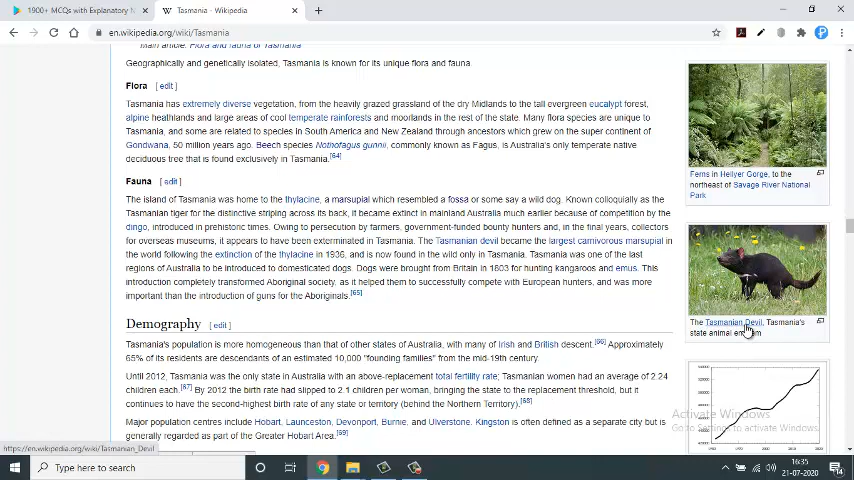 1900+ MCQs with Explanatory N
W Tasmania - Wikipedia
en.wikipedia.org/wiki/Tasmania
Main article: Flora and fauna of Tasmania
Geographically and genetically isolated, Tasmania is known for its unique flora and fauna.
Flora [ edit ]
Tasmania has extremely diverse vegetation, from the heavily grazed grassland of the dry Midlands to the tall evergreen eucalypt forest,
alpine heathlands and large areas of cool temperate rainforests and moorlands in the rest of the state. Many flora species are unique to
Tasmania, and some are related to species in South America and New Zealand through ancestors which grew on the super continent of
Gondwana, 50 million years ago. Beech species Nothofagus gunnii, commonly known as Fagus, is Australia's only temperate native
deciduous tree that is found exclusively in Tasmania.[64]
Ferns in Hellyer Gorge, to the
northeast of Savage River National
Park
Fauna [ edit ]
The island of Tasmania was home to the thylacine, a marsupial which resembled a fossa or some say a wild dog. Known colloquially as the
Tasmanian tiger for the distinctive striping across its back, it became extinct in mainland Australia much earlier because of competition by the
dingo, introduced in prehistoric times. Owing to persecution by farmers, government-funded bounty hunters and, in the final years, collectors
for overseas museums, it appears to have been exterminated in Tasmania. The Tasmanian devil became the largest carnivorous marsupial in
the world following the extinction of the thylacine in 1936, and is now found in the wild only in Tasmania. Tasmania was one of the last
regions of Australia to be introduced to domesticated dogs. Dogs were brought from Britain in 1803 for hunting kangaroos and emus. This
introduction completely transformed Aboriginal society, as it helped them to successfully compete with European hunters, and was more
important than the introduction of guns for the Aboriginals.[65]
The Tasmanian Devil, Tasmania's
state animal emblem
Demography [ edit ]
Tasmania's population is more homogeneous than that of other states of Australia, with many of Irish and British descent.[66] Approximately
65% of its residents are descendants of an estimated 10,000 "founding families" from the mid-19th century.
Until 2012, Tasmania was the only state in Australia with an above-replacement total fertility rate; Tasmanian women had an average of 2.24
children each.[67] By 2012 the birth rate had slipped to 2.1 children per woman, bringing the state to the replacement threshold, but it
continues to have the second-highest birth rate of any state or territory (behind the Northern Territory).[68]
Major population centres include Hobart, Launceston, Devonport, Burnie, and Ulverstone. Kingston is often defined as a separate city but is
generally regarded as part of the Greater Hobart Area.[69]
Activate Windows
Go to Settings to activate Windows.
https://en.wikipedia.org/wiki/Tasmanian_Devil
Type here to search
16:35
21-07-2020
14